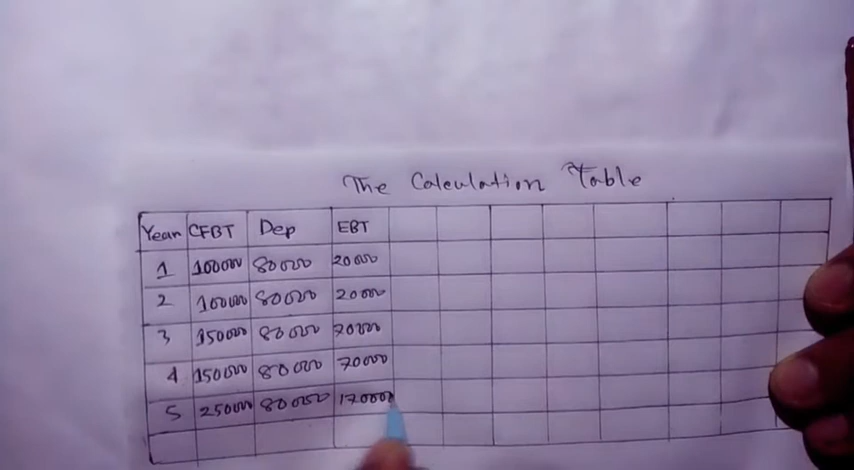 The Calculation Table
Year CFBT Dep EBT
1 100000 80000 20000
2 100000 80000 20000
3 150000 80000 70000
4 150000 80000 70000
5 250000 80000 170000